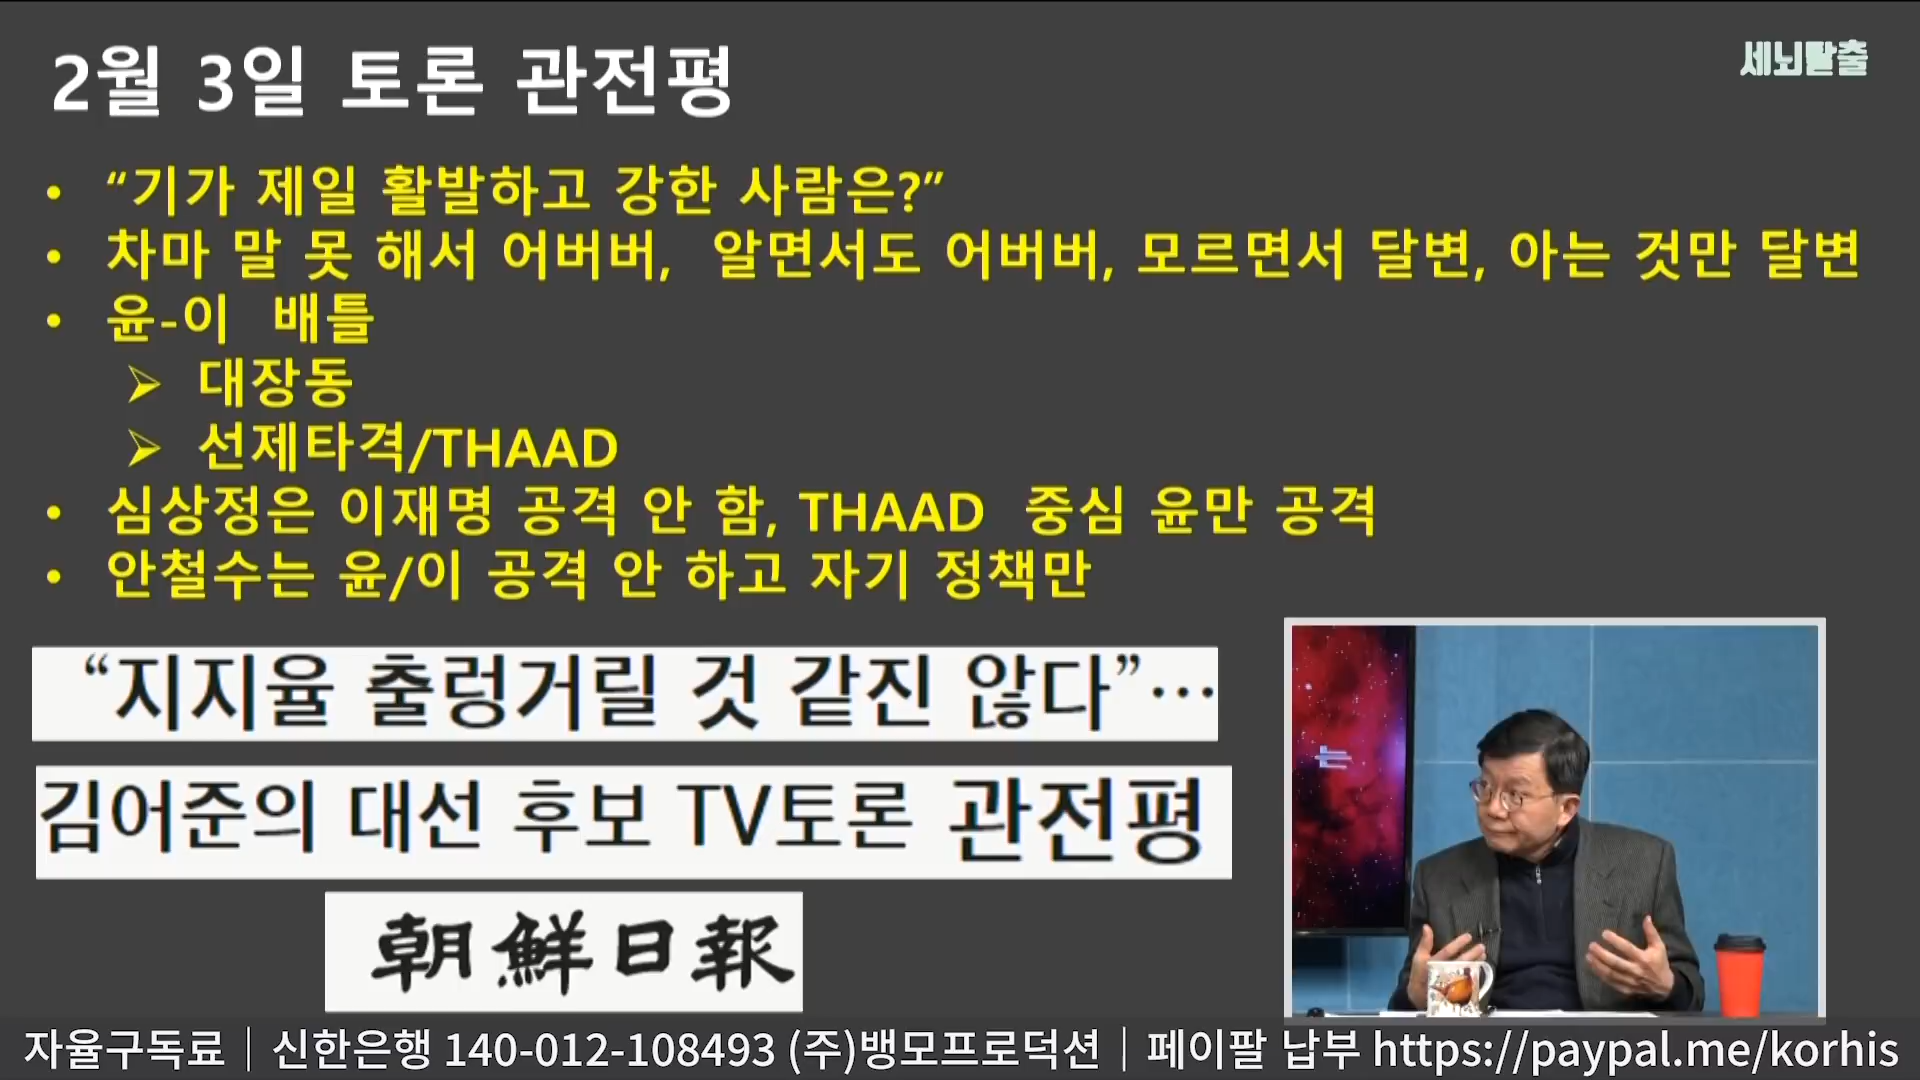 2월 3일 토론 관전평
세뇌탈출
• “기가 제일 활발하고 강한 사람은?”
• 차마 말 못 해서 어버버, 알면서도 어버버, 모르면서 달변, 아는 것만 달변
• 윤-이 배틀
➢ 대장동
➢ 선제타격/THAAD
• 심상정은 이재명 공격 안 함, THAAD 중심 윤만 공격
• 안철수는 윤/이 공격 안 하고 자기 정책만
“지지율 출렁거릴 것 같진 않다”…
김어준의 대선 후보 TV토론 관전평
朝鮮日報
는
자율구독료｜신한은행 140-012-108493 (주)뱅모프로덕션｜페이팔 납부 https://paypal.me/korhis